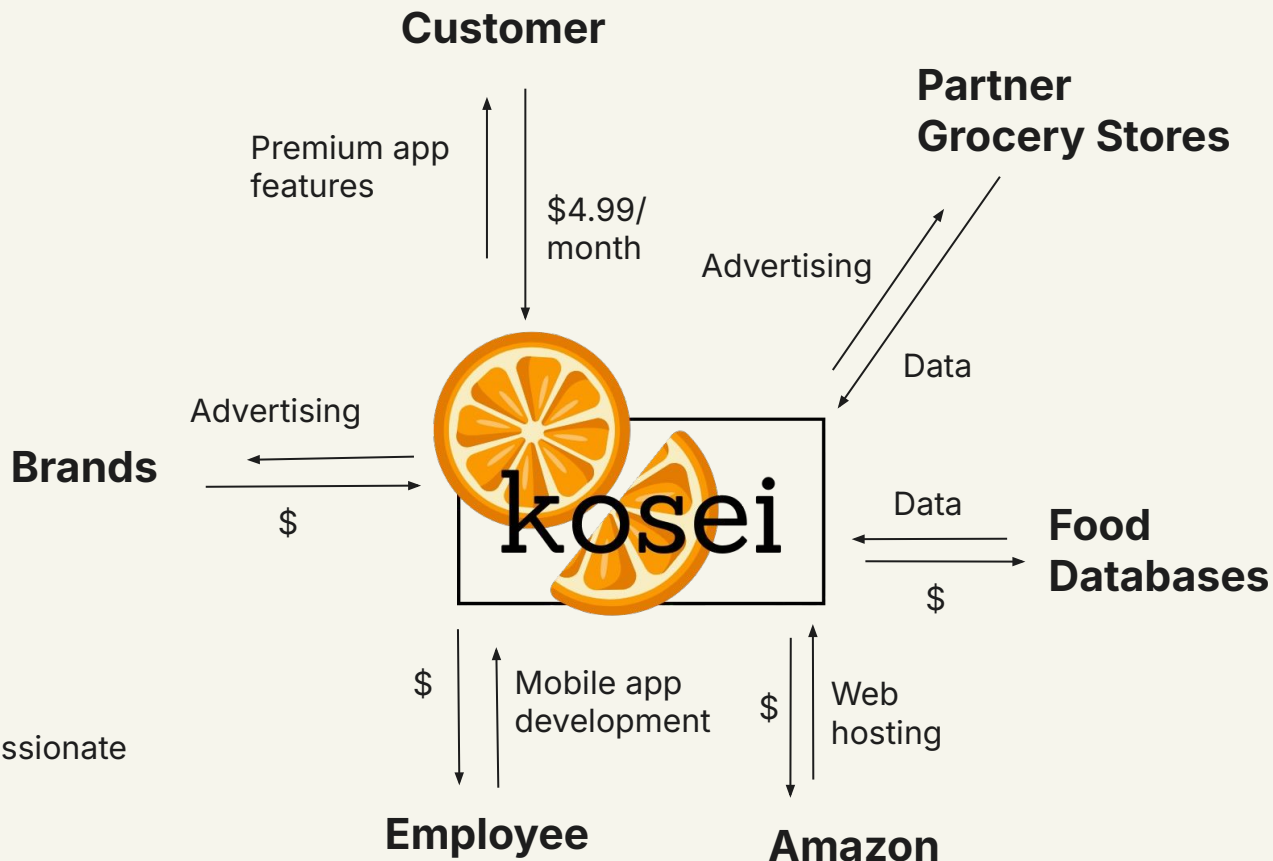 Customer
Partner
Grocery Stores
Premium app
features
$4.99/
month
Advertising
Data
Advertising
Brands
$
kosei
Data
Food
Databases
$
$
Mobile app
development
$
Web
hosting
ssionate
Employee
Amazon